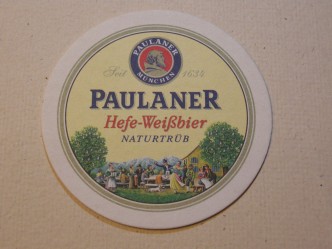 PAULANER
MÜNCHEN
Seit 1634
PAULANER
Hefe-Weißbier
NATURTRÜB